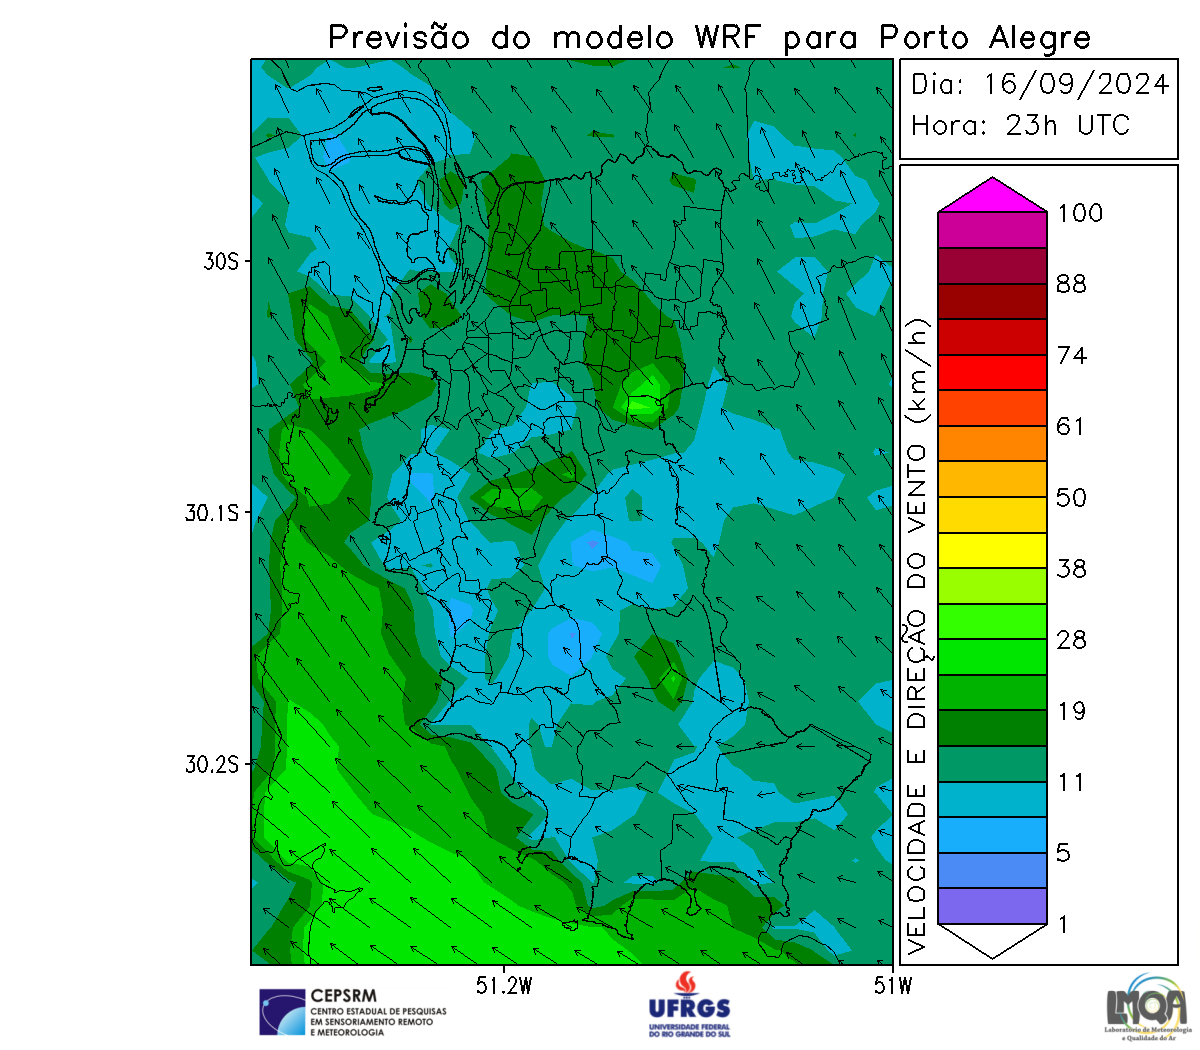 Previsão do modelo WRF para Porto Alegre
Dia: 16/09/2024
Hora: 23h UTC
100
88
74
61
50
38
28
19
11
5
1
VELOCIDADE E DIREÇÃO DO VENTO (km/h)
30S
30.1S
30.2S
51.2W
51W
CEPSRM
CENTRO ESTADUAL DE PESQUISAS
EM SENSORIAMENTO REMOTO
E METEOROLOGIA
UFRGS
UNIVERSIDADE FEDERAL
DO RIO GRANDE DO SUL
LMQA
Laboratório de Meteorologia
e Qualidade do Ar